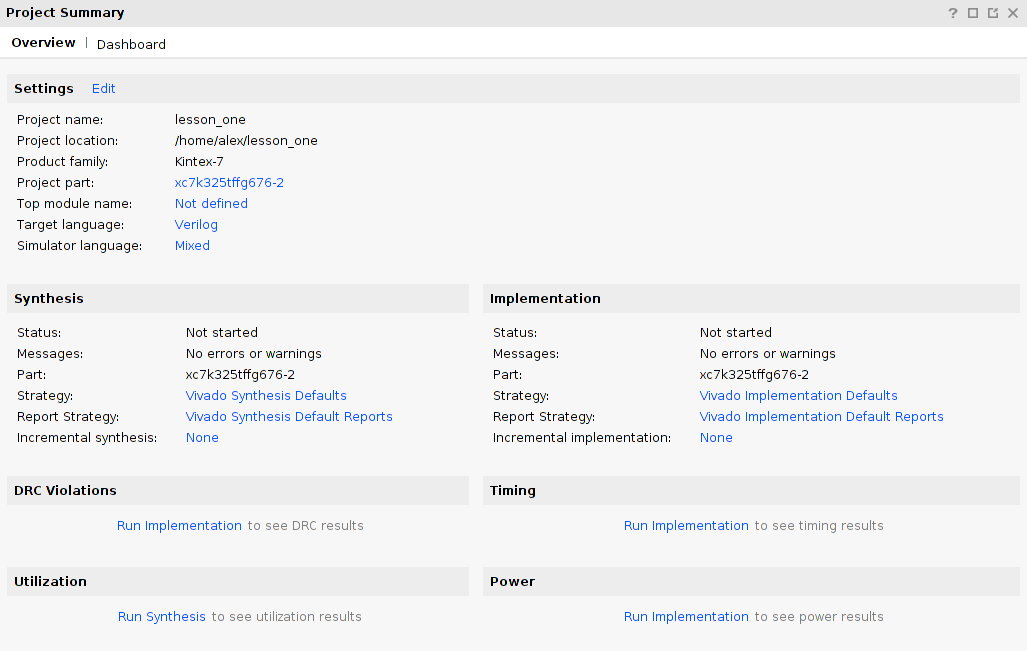 Project Summary
Overview | Dashboard
Settings Edit
Project name: lesson_one
Project location: /home/alex/lesson_one
Product family: Kintex-7
Project part: xc7k325tffg676-2
Top module name: Not defined
Target language: Verilog
Simulator language: Mixed
Synthesis
Status: Not started
Messages: No errors or warnings
Part: xc7k325tffg676-2
Strategy: Vivado Synthesis Defaults
Report Strategy: Vivado Synthesis Default Reports
Incremental synthesis: None
Implementation
Status: Not started
Messages: No errors or warnings
Part: xc7k325tffg676-2
Strategy: Vivado Implementation Defaults
Report Strategy: Vivado Implementation Default Reports
Incremental implementation: None
DRC Violations
Run Implementation to see DRC results
Timing
Run Implementation to see timing results
Utilization
Run Synthesis to see utilization results
Power
Run Implementation to see power results